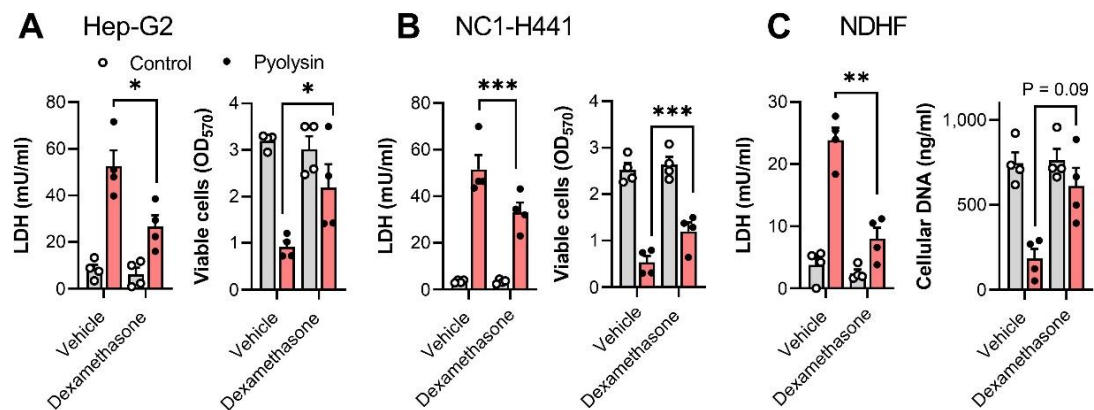 A Hep-G2
Control Pyolysin
LDH (mU/ml)
80
60
40
20
0
*
Vehicle
Dexamethasone
Viable cells (OD570)
4
3
2
1
0
*
Vehicle
Dexamethasone
B NC1-H441
LDH (mU/ml)
80
60
40
20
0
***
Vehicle
Dexamethasone
Viable cells (OD570)
4
3
2
1
0
***
Vehicle
Dexamethasone
C NDHF
LDH (mU/ml)
30
20
10
0
**
Vehicle
Dexamethasone
Cellular DNA (ng/ml)
1,000
500
0
P = 0.09
Vehicle
Dexamethasone